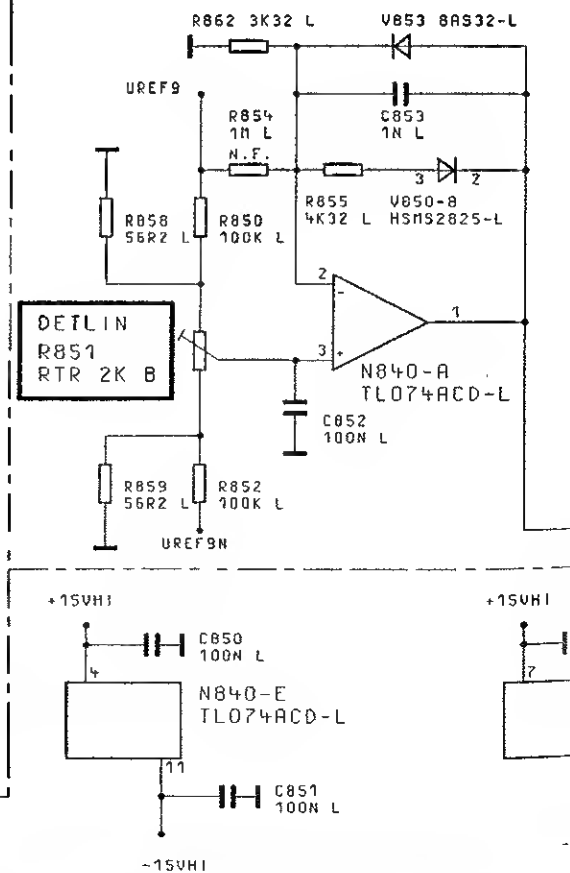 R862 3K32 L
V853 BAS32-L
UREF9
R854
1M L
N.F.
C853
1N L
R858
56R2 L
R850
100K L
R855
4K32 L
3
2
V850-B
HSMS2825-L
DETLIN
R851
RTR 2K B
2
-
1
3
+
N840-A
TL074ACD-L
C852
100N L
R859
56R2 L
R852
100K L
UREF9N
+15VHI
+15VHI
C850
100N L
4
7
N840-E
TL074ACD-L
11
C851
100N L
-15VHI